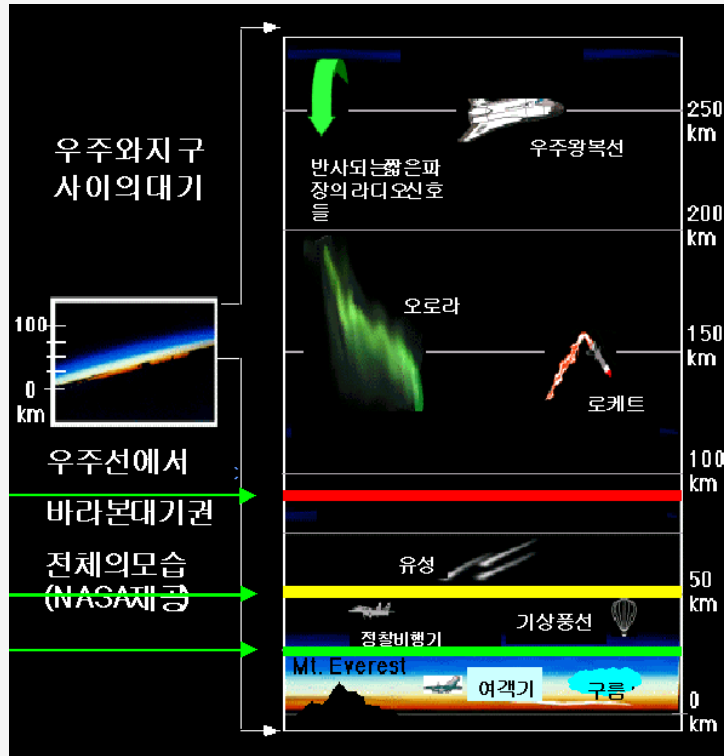 250
km
우주왕복선
우주와지구
사이의대기
반사되는짧은파
장의라디오신호
들
200
km
오로라
100
150
km
0
km
로케트
우주선에서
100
km
바라본대기권
유성
전체의모습
(NASA제공)
50
km
기상풍선
정찰비행기
Mt. Everest
여객기
구름
0
km